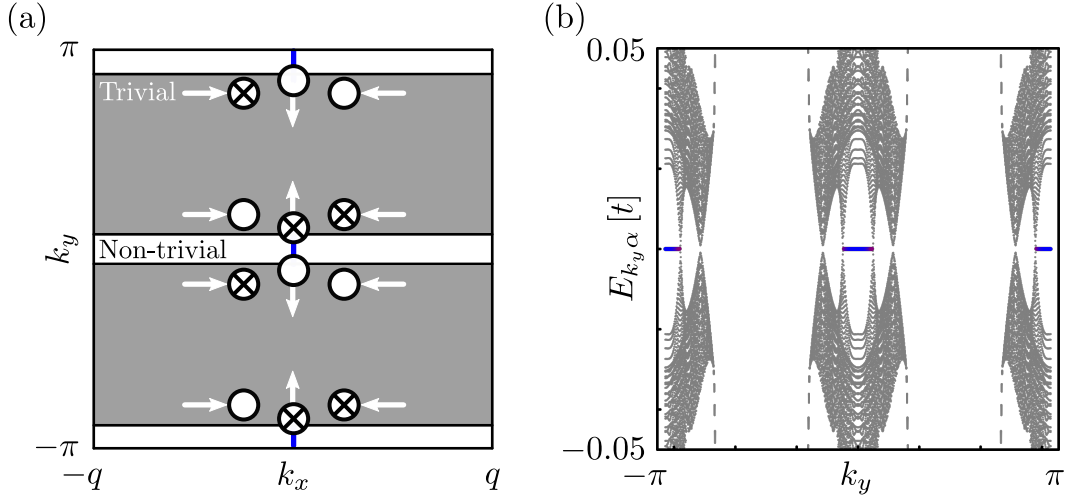 (a)
π
Trivial
k_y
Non-trivial
−π
−q
k_x
q
(b)
0.05
E_{k_y α} [t]
−0.05
−π
k_y
π